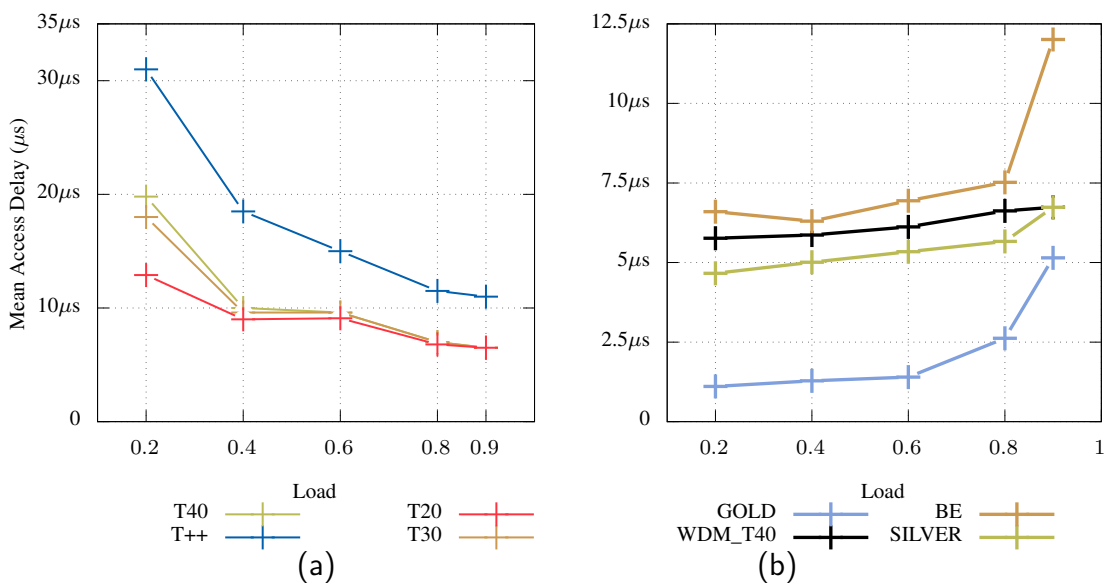 35μs
30μs
20μs
10μs
0
Mean Access Delay (μs)
0.2 0.4 0.6 0.8 0.9
Load
T40 T20
T++ T30
(a)
12.5μs
10μs
7.5μs
5μs
2.5μs
0
0.2 0.4 0.6 0.8 1
Load
GOLD BE
WDM_T40 SILVER
(b)